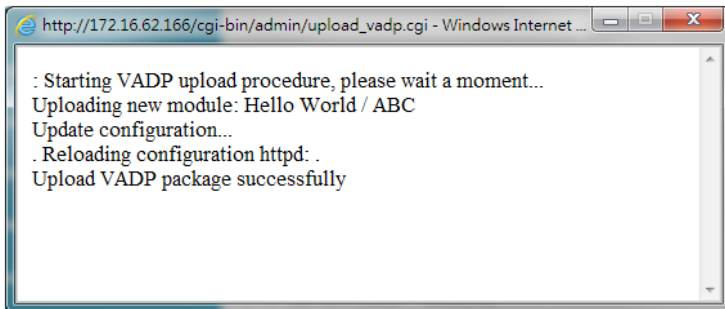 http://172.16.62.166/cgi-bin/admin/upload_vadp.cgi - Windows Internet ...
: Starting VADP upload procedure, please wait a moment...
Uploading new module: Hello World / ABC
Update configuration...
. Reloading configuration httpd: .
Upload VADP package successfully